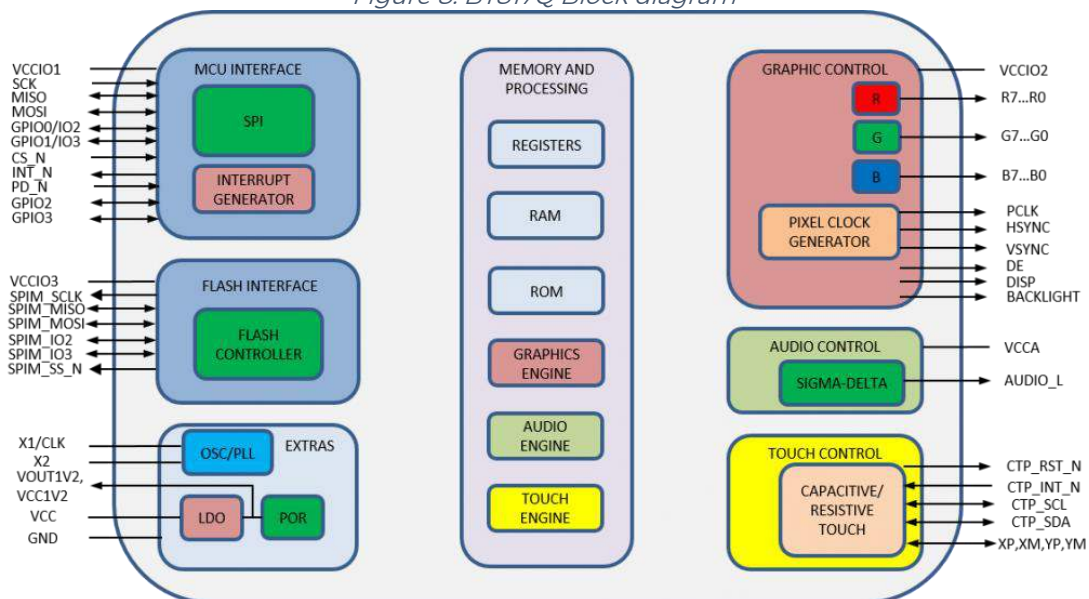 Figure 8. BT817Q Block diagram
VCCIO1
SCK
MISO
MOSI
GPIO0/IO2
GPIO1/IO3
CS_N
INT_N
PD_N
GPIO2
GPIO3
MCU INTERFACE
SPI
INTERRUPT
GENERATOR
VCCIO3
SPIM_SCLK
SPIM_MISO
SPIM_MOSI
SPIM_IO2
SPIM_IO3
SPIM_SS_N
FLASH INTERFACE
FLASH
CONTROLLER
X1/CLK
X2
VOUT1V2,
VCC1V2
VCC
GND
OSC/PLL
EXTRAS
LDO
POR
MEMORY AND
PROCESSING
REGISTERS
RAM
ROM
GRAPHICS
ENGINE
AUDIO
ENGINE
TOUCH
ENGINE
GRAPHIC CONTROL
R
G
B
PIXEL CLOCK
GENERATOR
VCCIO2
R7...R0
G7...G0
B7...B0
PCLK
HSYNC
VSYNC
DE
DISP
BACKLIGHT
AUDIO CONTROL
SIGMA-DELTA
VCCA
AUDIO_L
TOUCH CONTROL
CAPACITIVE/
RESISTIVE
TOUCH
CTP_RST_N
CTP_INT_N
CTP_SCL
CTP_SDA
XP,XM,YP,YM